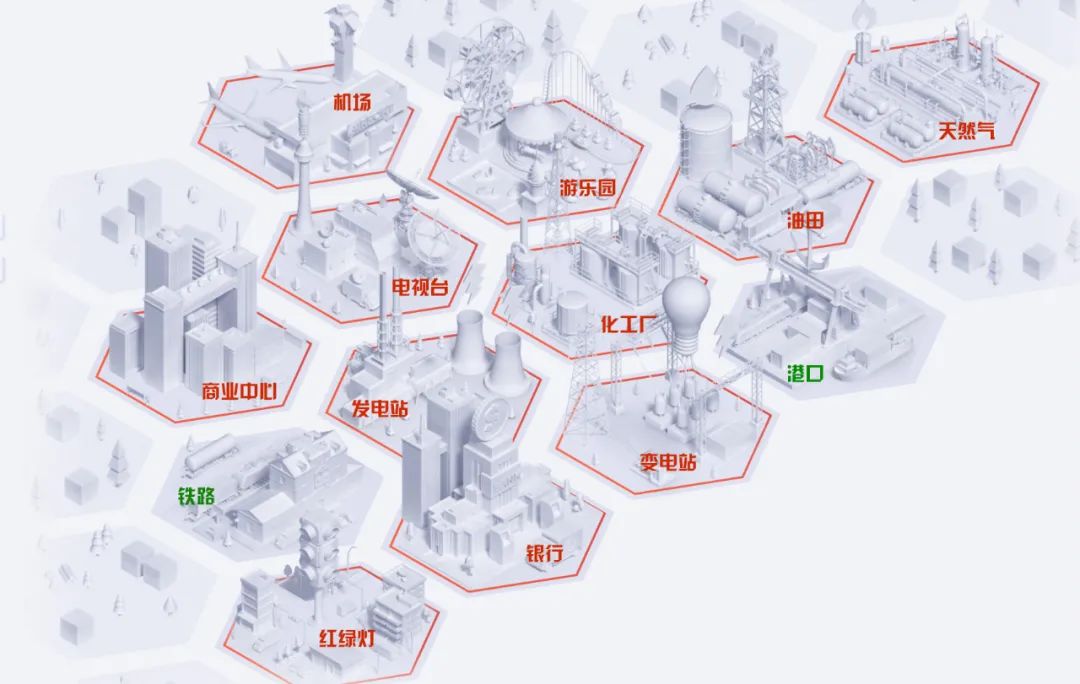 机场
天然气
游乐园
油田
电视台
化工厂
港口
商业中心
发电站
变电站
铁路
银行
红绿灯